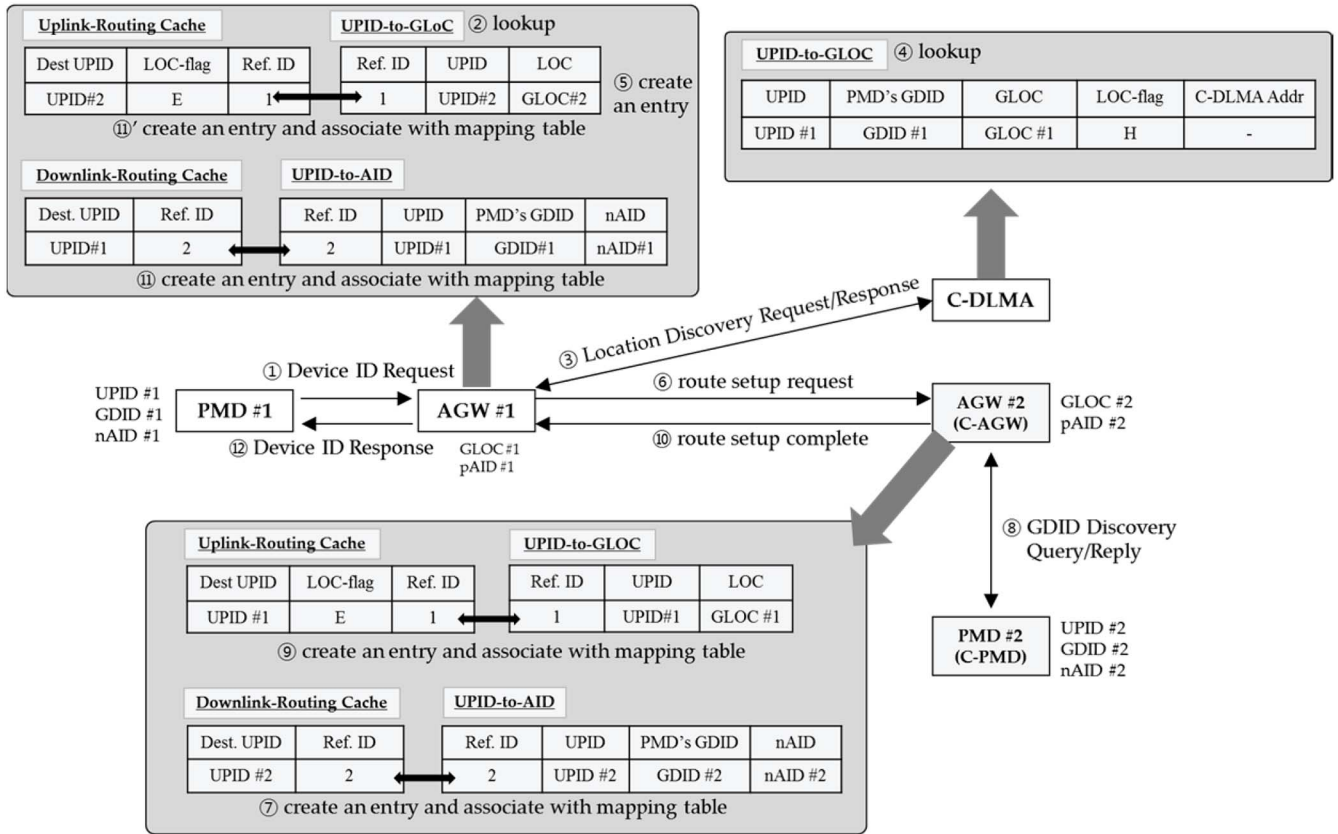 Uplink-Routing Cache UPID-to-GLoC ② lookup
Dest UPID LOC-flag Ref. ID Ref. ID UPID LOC
UPID#2 E 1 1 UPID#2 GLOC#2
⑤ create
an entry
⑪' create an entry and associate with mapping table
Downlink-Routing Cache UPID-to-AID
Dest. UPID Ref. ID Ref. ID UPID PMD's GDID nAID
UPID#1 2 2 UPID#1 GDID#1 nAID#1
⑪ create an entry and associate with mapping table
UPID-to-GLOC ④ lookup
UPID PMD's GDID GLOC LOC-flag C-DLMA Addr
UPID #1 GDID #1 GLOC #1 H -
C-DLMA
③ Location Discovery Request/Response
① Device ID Request
⑥ route setup request
UPID #1
GDID #1
nAID #1
PMD #1
AGW #1
AGW #2
(C-AGW)
GLOC #2
pAID #2
⑫ Device ID Response
GLOC #1
pAID #1
⑩ route setup complete
⑧ GDID Discovery
Query/Reply
PMD #2
(C-PMD)
UPID #2
GDID #2
nAID #2
Uplink-Routing Cache UPID-to-GLOC
Dest UPID LOC-flag Ref. ID Ref. ID UPID LOC
UPID #1 E 1 1 UPID#1 GLOC #1
⑨ create an entry and associate with mapping table
Downlink-Routing Cache UPID-to-AID
Dest. UPID Ref. ID Ref. ID UPID PMD's GDID nAID
UPID #2 2 2 UPID #2 GDID #2 nAID #2
⑦ create an entry and associate with mapping table